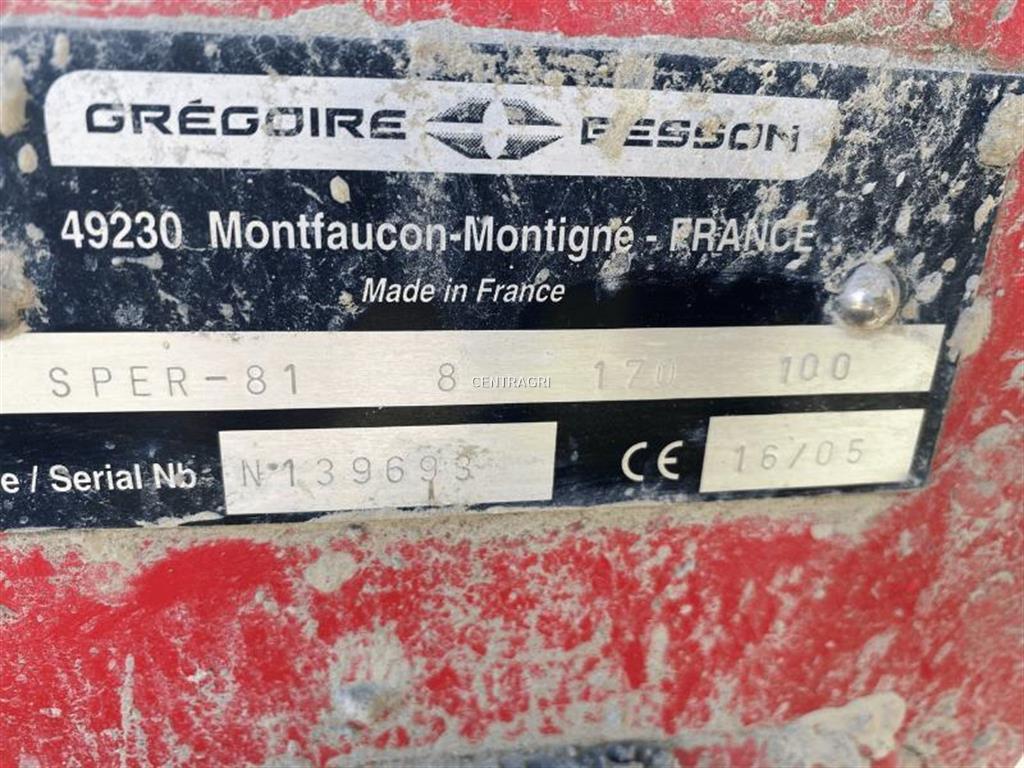 GRÉGOIRE BESSON
49230 Montfaucon-Montigné - FRANCE
Made in France
SPER-81 8 170 100
CENTRAGRI
e / Serial Nb N°139693 CE 16/05